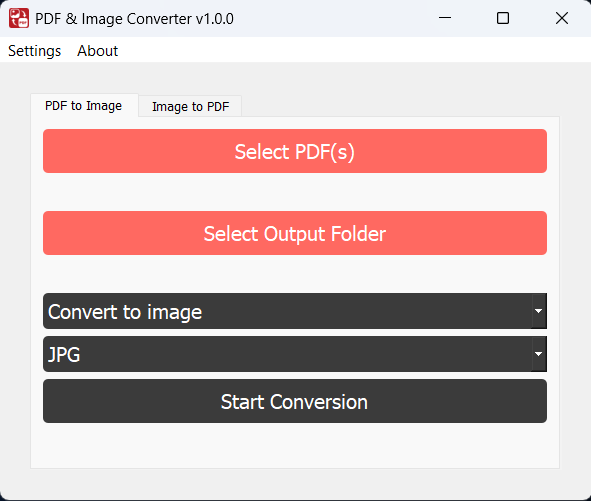 PDF & Image Converter v1.0.0
Settings About
PDF to Image Image to PDF
Select PDF(s)
Select Output Folder
Convert to image
JPG
Start Conversion